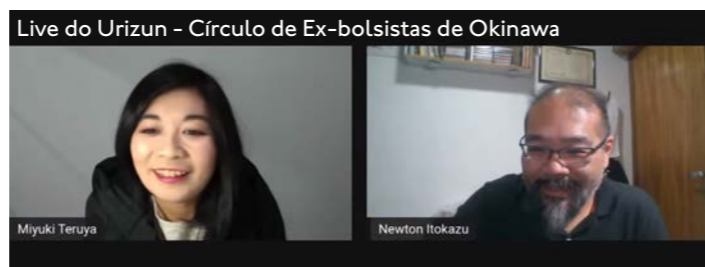 Live do Urizun - Círculo de Ex-bolsistas de Okinawa
Miyuki Teruya
Newton Itokazu